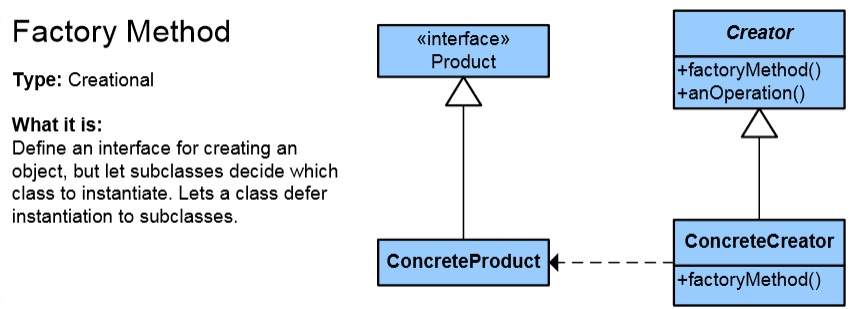 Factory Method
Type: Creational
What it is:
Define an interface for creating an
object, but let subclasses decide which
class to instantiate. Lets a class defer
instantiation to subclasses.
«interface»
Product
ConcreteProduct
Creator
+factoryMethod()
+anOperation()
ConcreteCreator
+factoryMethod()